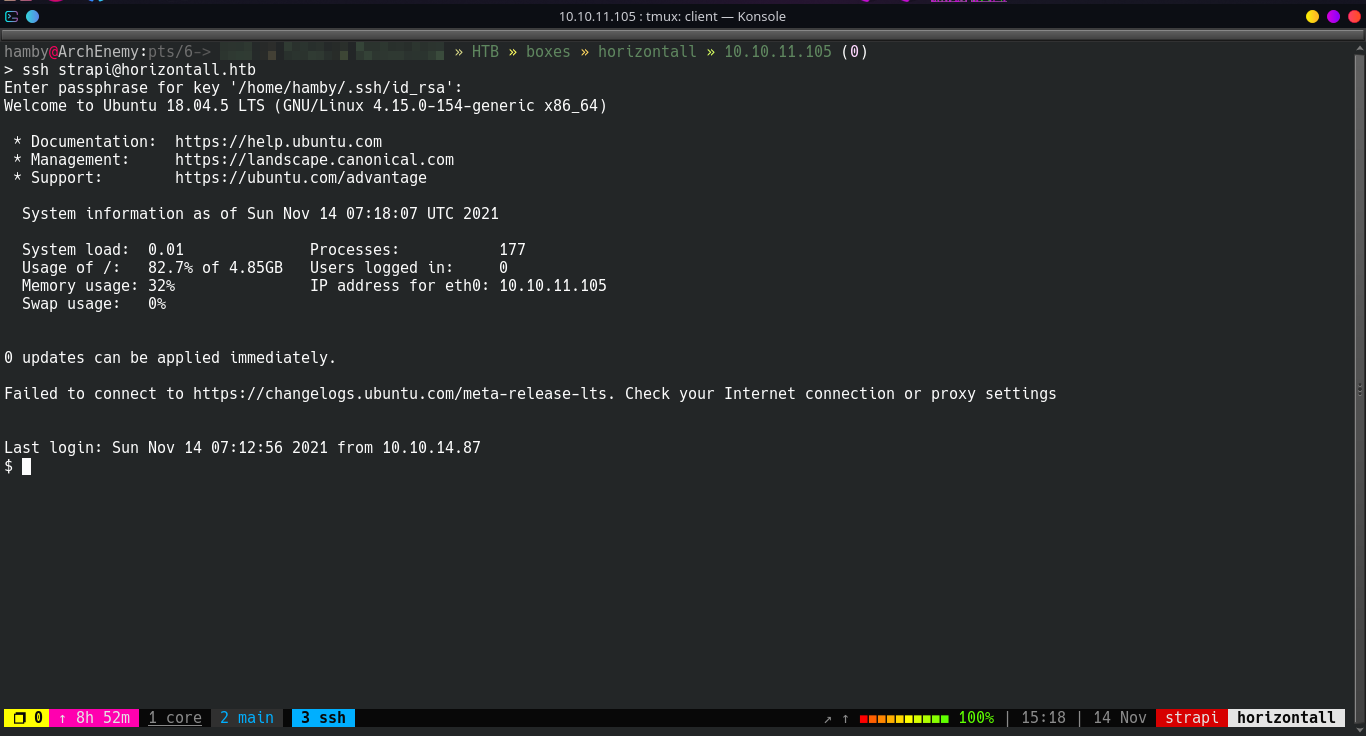 10.10.11.105 : tmux: client — Konsole
hamby@ArchEnemy:pts/6-> » HTB » boxes » horizontall » 10.10.11.105 (0)
> ssh strapi@horizontall.htb
Enter passphrase for key '/home/hamby/.ssh/id_rsa':
Welcome to Ubuntu 18.04.5 LTS (GNU/Linux 4.15.0-154-generic x86_64)
* Documentation:  https://help.ubuntu.com
* Management:     https://landscape.canonical.com
* Support:        https://ubuntu.com/advantage
System information as of Sun Nov 14 07:18:07 UTC 2021
System load:  0.01              Processes:           177
Usage of /:   82.7% of 4.85GB   Users logged in:     0
Memory usage: 32%               IP address for eth0: 10.10.11.105
Swap usage:   0%
0 updates can be applied immediately.
Failed to connect to https://changelogs.ubuntu.com/meta-release-lts. Check your Internet connection or proxy settings
Last login: Sun Nov 14 07:12:56 2021 from 10.10.14.87
$
0 ↑ 8h 52m 1 core 2 main 3 ssh ↗ ↑ 100% | 15:18 | 14 Nov strapi horizontall